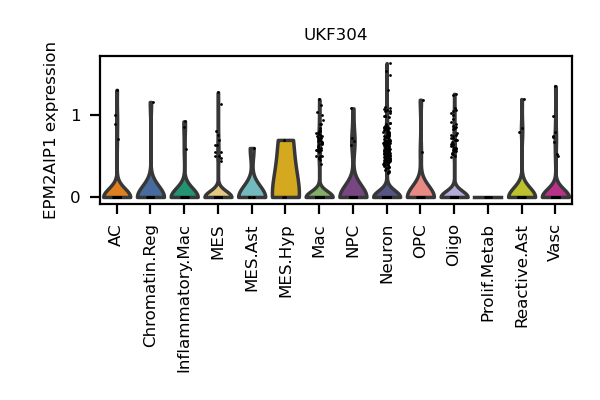 UKF304
EPM2AIP1 expression
1
0
AC
Chromatin.Reg
Inflammatory.Mac
MES
MES.Ast
MES.Hyp
Mac
NPC
Neuron
OPC
Oligo
Prolif.Metab
Reactive.Ast
Vasc